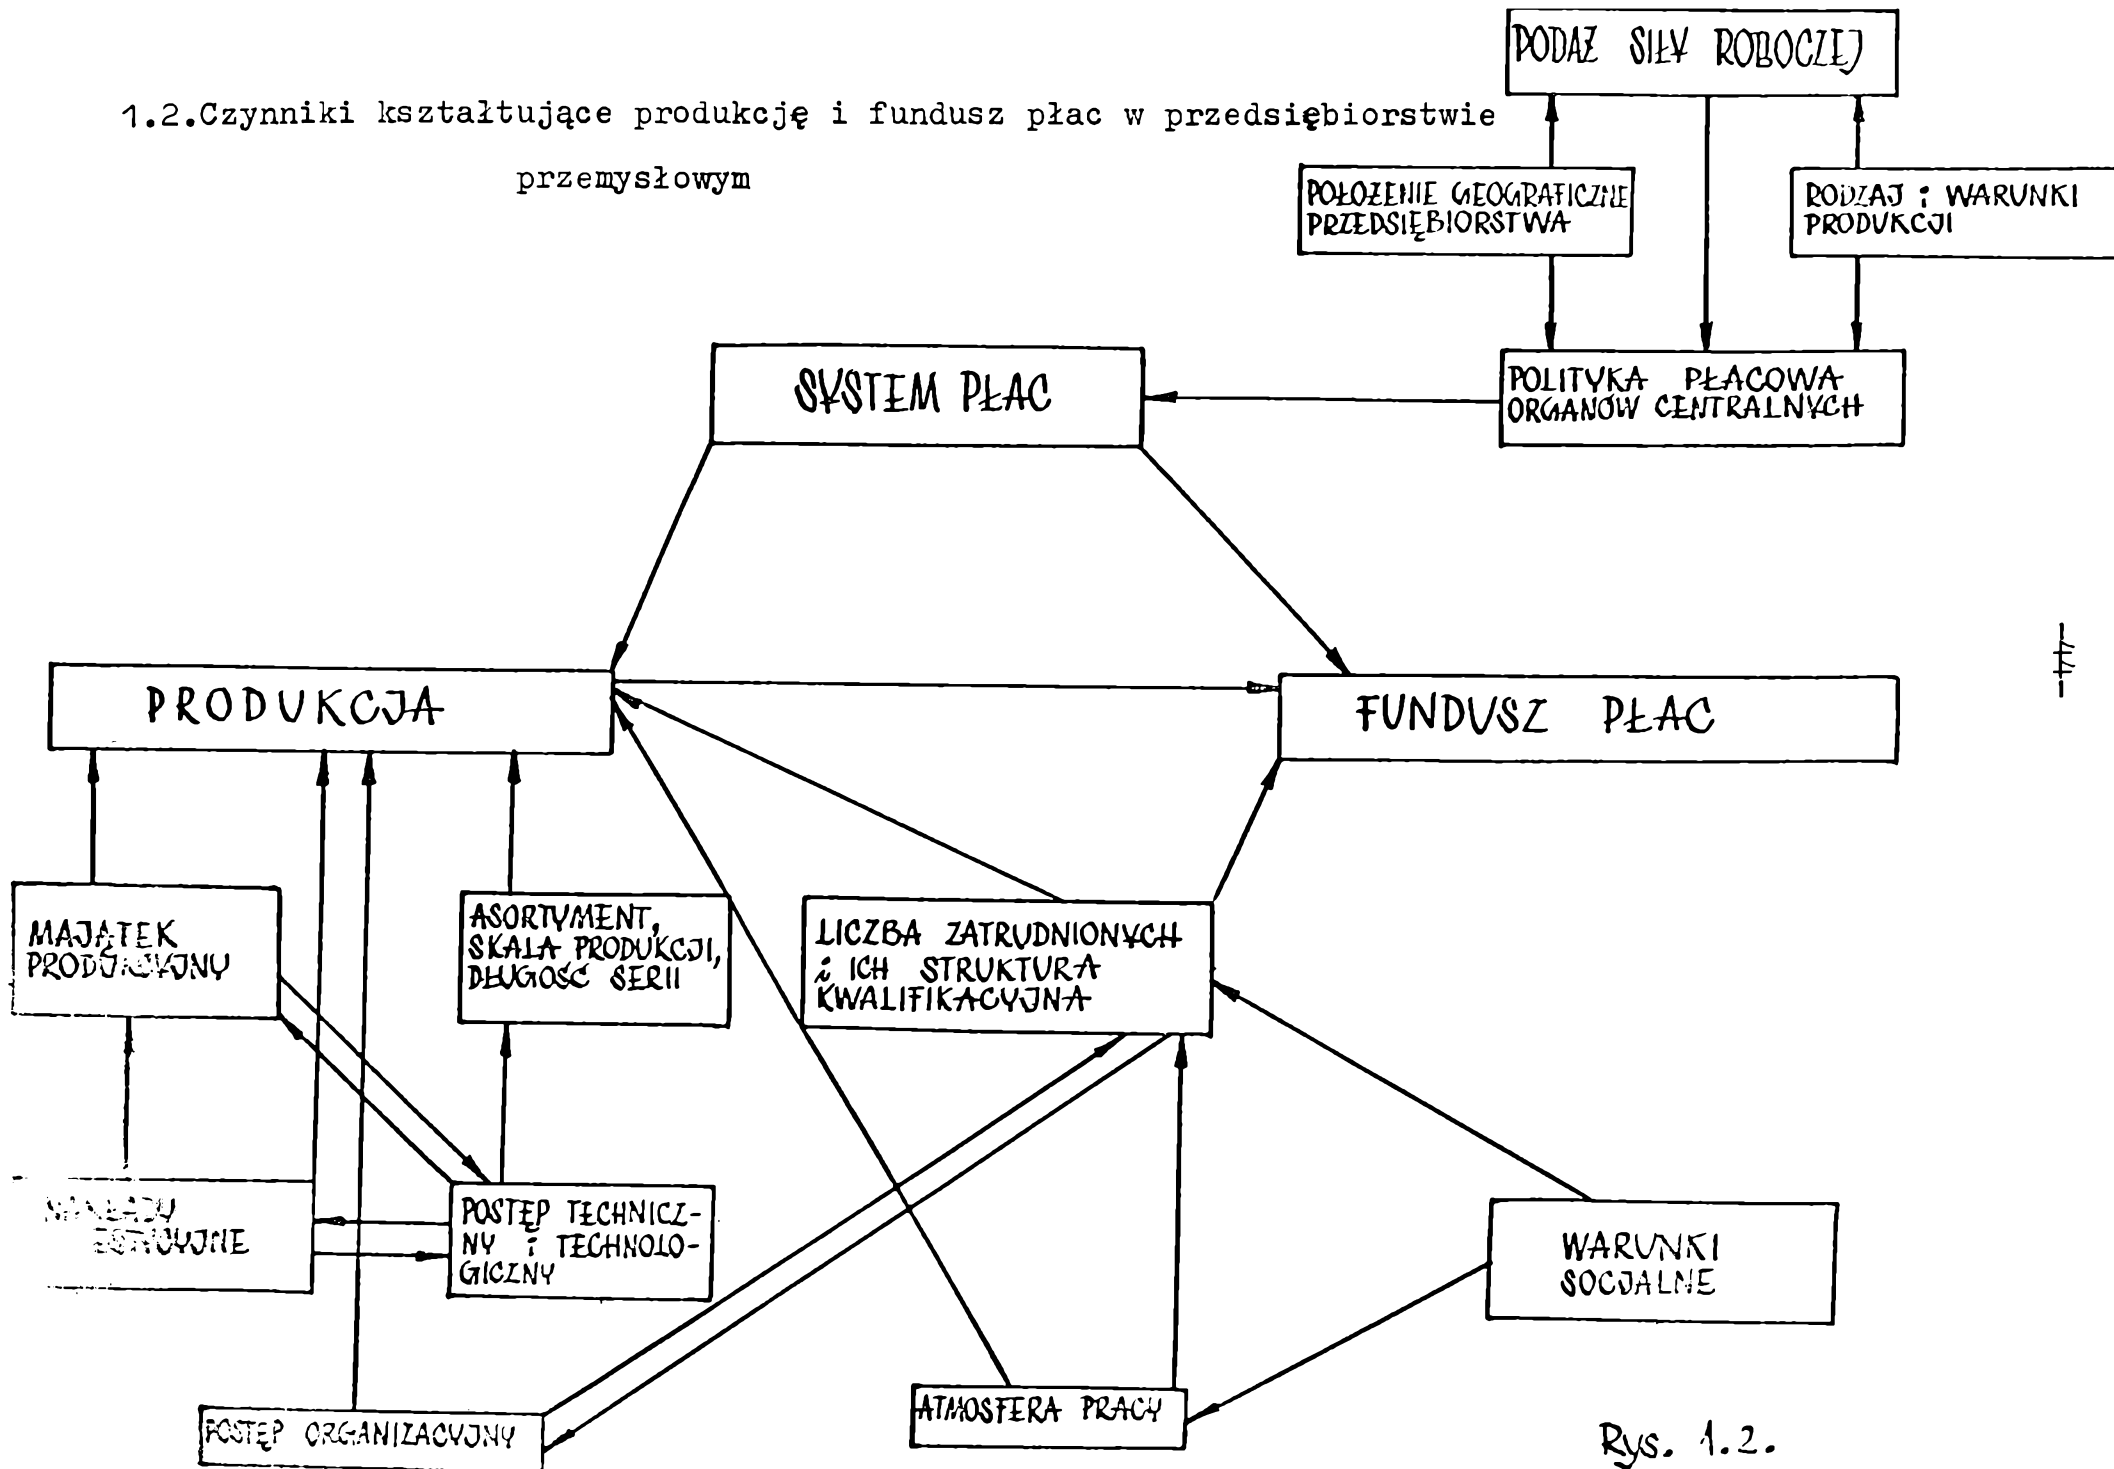 PODAŻ SIŁY ROBOCZEJ
1.2.Czynniki kształtujące produkcję i fundusz płac w przedsiębiorstwie
przemysłowym
POŁOŻENIE GEOGRAFICZNE
PRZEDSIĘBIORSTWA
RODZAJ i WARUNKI
PRODUKCJI
SYSTEM PŁAC
POLITYKA PŁACOWA
ORGANÓW CENTRALNYCH
PRODUKCJA
FUNDUSZ PŁAC
MAJĄTEK
PRODUKCYJNY
ASORTYMENT,
SKALA PRODUKCJI,
DŁUGOŚĆ SERII
LICZBA ZATRUDNIONYCH
i ICH STRUKTURA
KWALIFIKACYJNA
NAKŁADY
POSTĘP TECHNICZ-
NY i TECHNOLO-
GICZNY
WARUNKI
SOCJALNE
POSTĘP ORGANIZACYJNY
ATMOSFERA PRACY
Rys. 1.2.